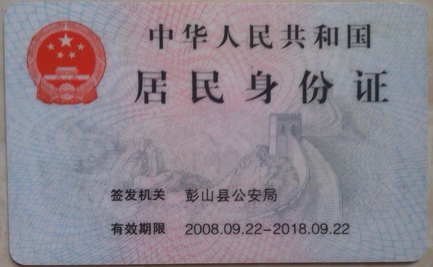 中华人民共和国
居民身份证
签发机关 彭山县公安局
有效期限 2008.09.22-2018.09.22